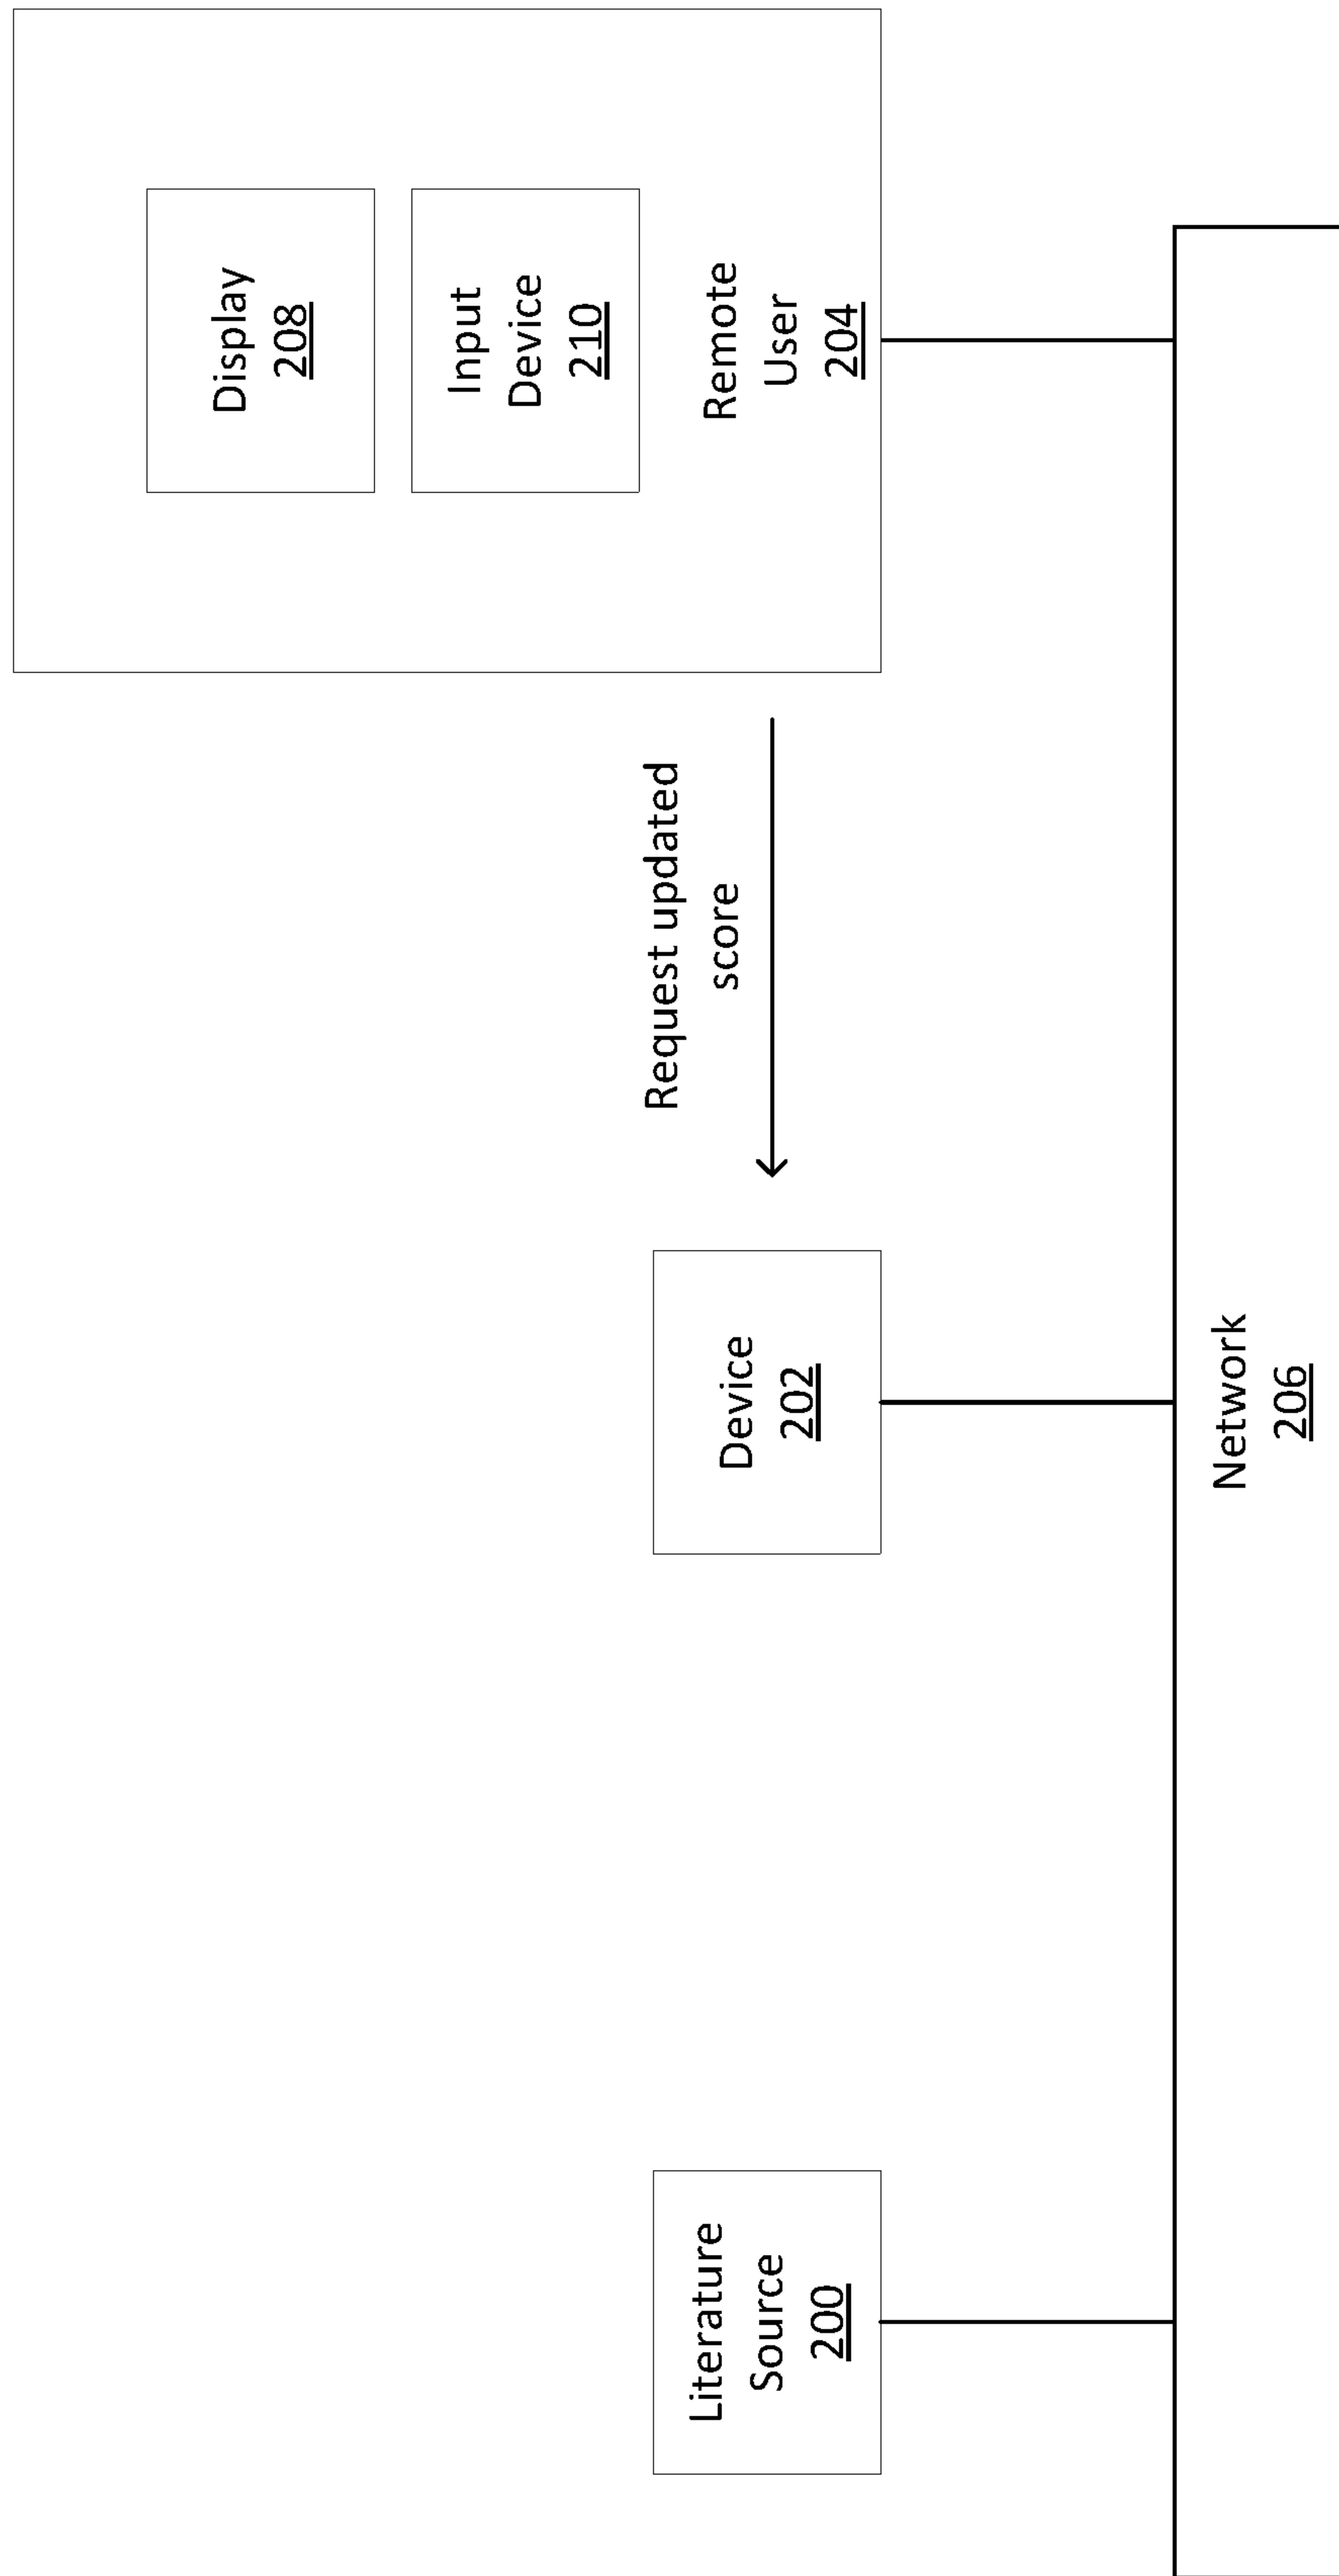 Literature
Source
200
Device
202
Request updated
score
Display
208
Input
Device
210
Remote
User
204
Network
206